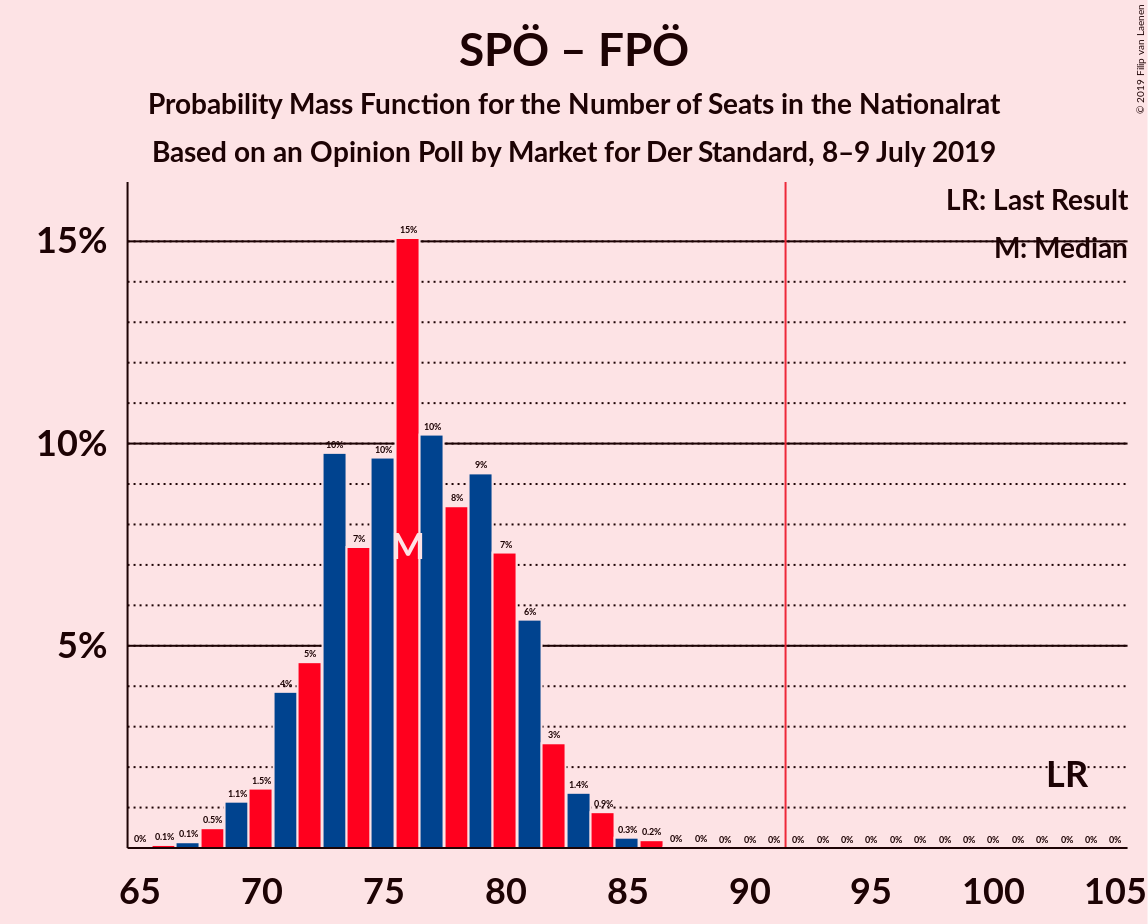 SPÖ – FPÖ
Probability Mass Function for the Number of Seats in the Nationalrat
Based on an Opinion Poll by Market for Der Standard, 8–9 July 2019
© 2019 Filip van Laenen
LR: Last Result
M: Median
15%
10%
5%
0% 0.1% 0.1% 0.5% 1.1% 1.5% 4% 5% 10% 7% 10% 15% 10% 8% 9% 7% 6% 3% 1.4% 0.9% 0.3% 0.2% 0% 0% 0% 0% 0% 0% 0% 0% 0% 0% 0% 0% 0% 0% 0% 0% 0% 0% 0%
M
LR
65 70 75 80 85 90 95 100 105